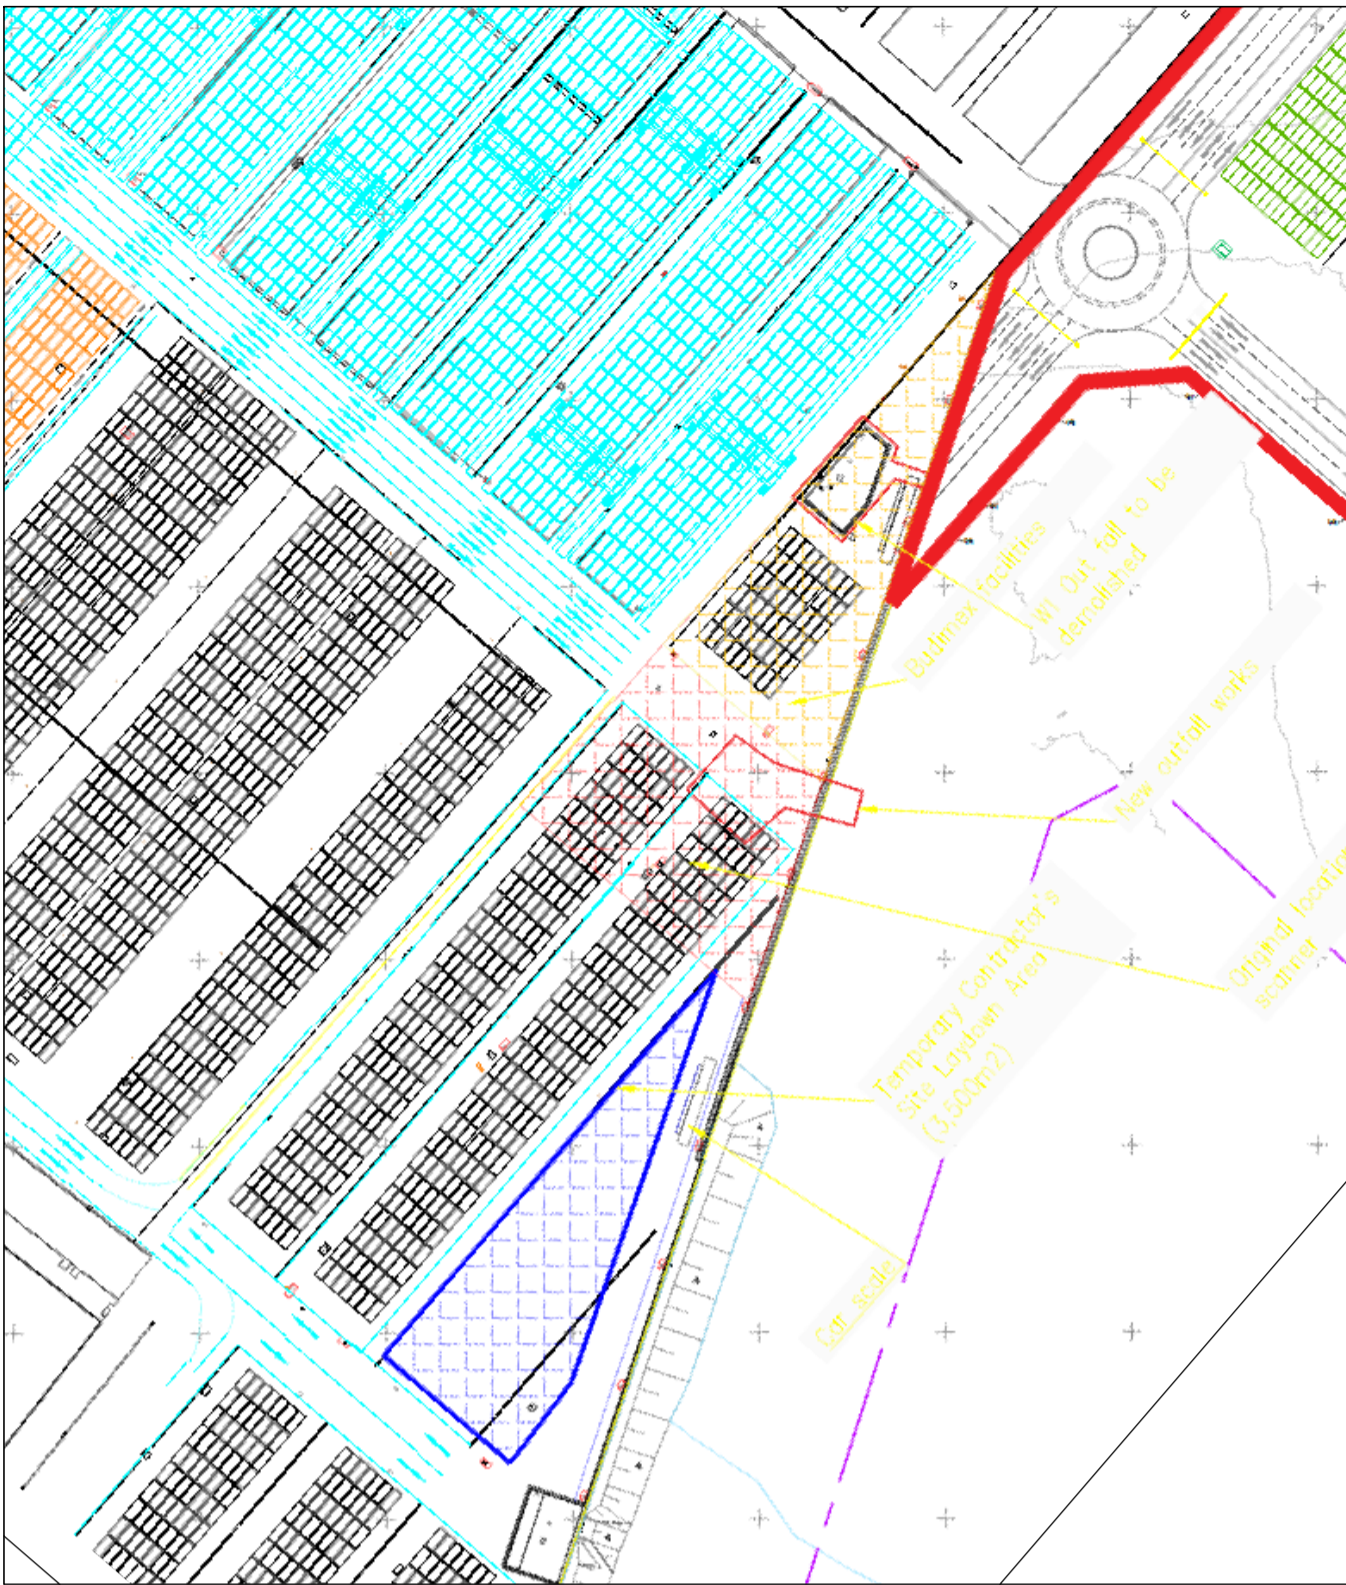 W1 Out fall to be
demolished
Budimex facilities
New outfall works
Original location
scanner
Temporary Contractor's
Site Laydown Area
(3,500m2)
Car scale